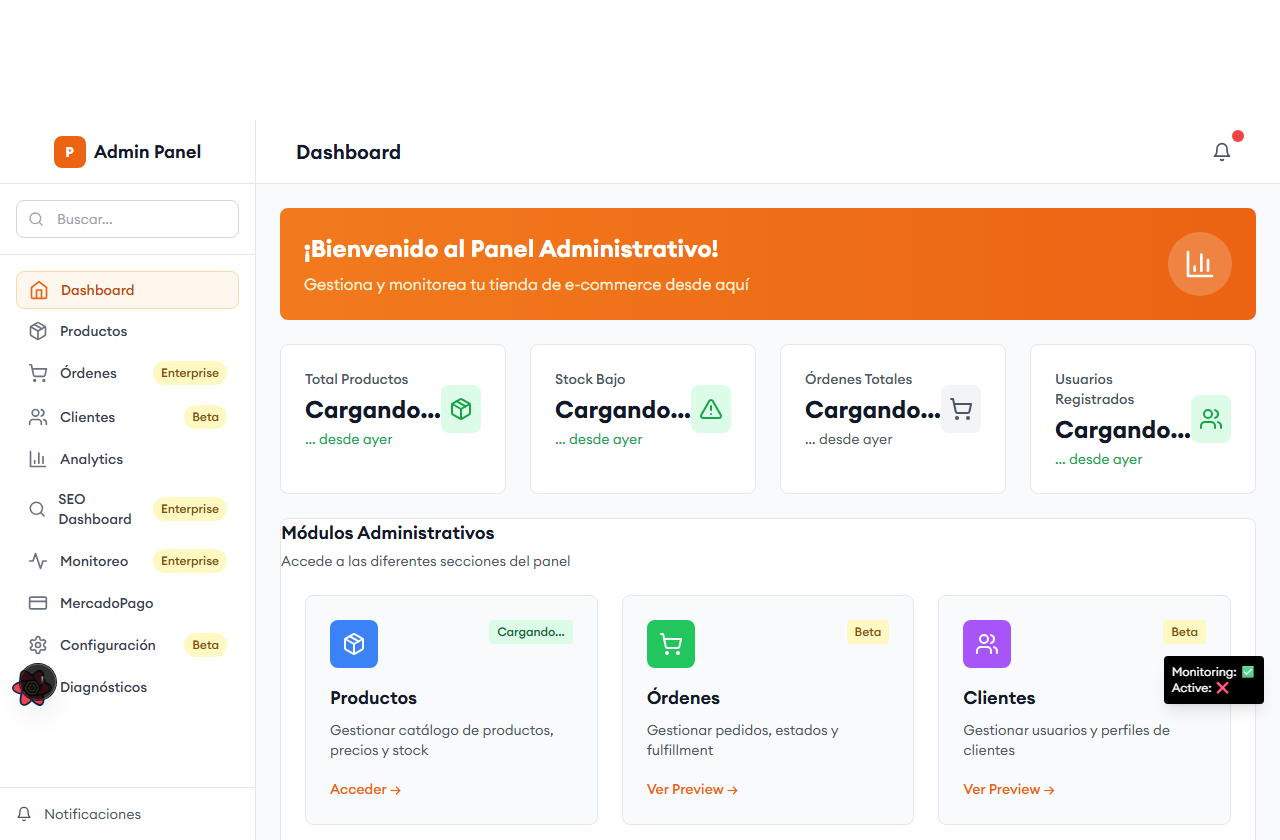 P
Admin Panel
Dashboard
Buscar...
Dashboard
Productos
Órdenes
Enterprise
Clientes
Beta
Analytics
SEO
Dashboard
Enterprise
Monitoreo
Enterprise
MercadoPago
Configuración
Beta
Diagnósticos
Notificaciones
¡Bienvenido al Panel Administrativo!
Gestiona y monitorea tu tienda de e-commerce desde aquí
Total Productos
Cargando...
... desde ayer
Stock Bajo
Cargando...
... desde ayer
Órdenes Totales
Cargando...
... desde ayer
Usuarios
Registrados
Cargando...
... desde ayer
Módulos Administrativos
Accede a las diferentes secciones del panel
Cargando...
Productos
Gestionar catálogo de productos,
precios y stock
Acceder →
Beta
Órdenes
Gestionar pedidos, estados y
fulfillment
Ver Preview →
Beta
Clientes
Gestionar usuarios y perfiles de
clientes
Ver Preview →
Monitoring: ✅
Active: ❌